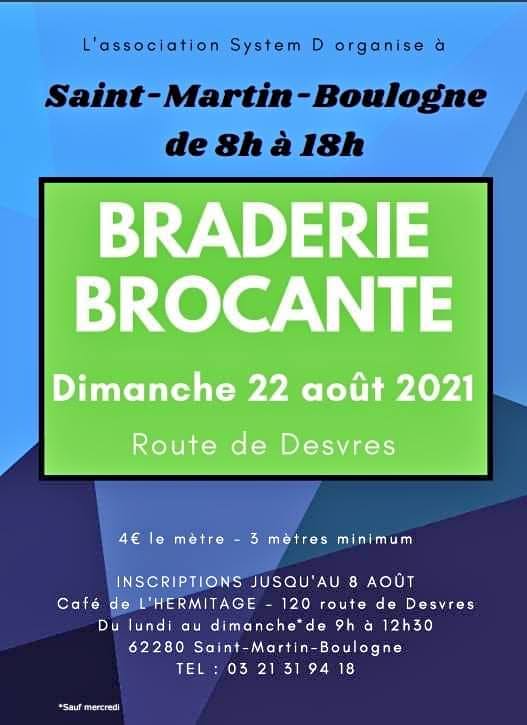 L'association System D organise à
Saint-Martin-Boulogne
de 8h à 18h
BRADERIE
BROCANTE
Dimanche 22 août 2021
Route de Desvres
4€ le mètre - 3 mètres minimum
INSCRIPTIONS JUSQU'AU 8 AOÛT
Café de L'HERMITAGE - 120 route de Desvres
Du lundi au dimanche*de 9h à 12h30
62280 Saint-Martin-Boulogne
TEL : 03 21 31 94 18
*Sauf mercredi